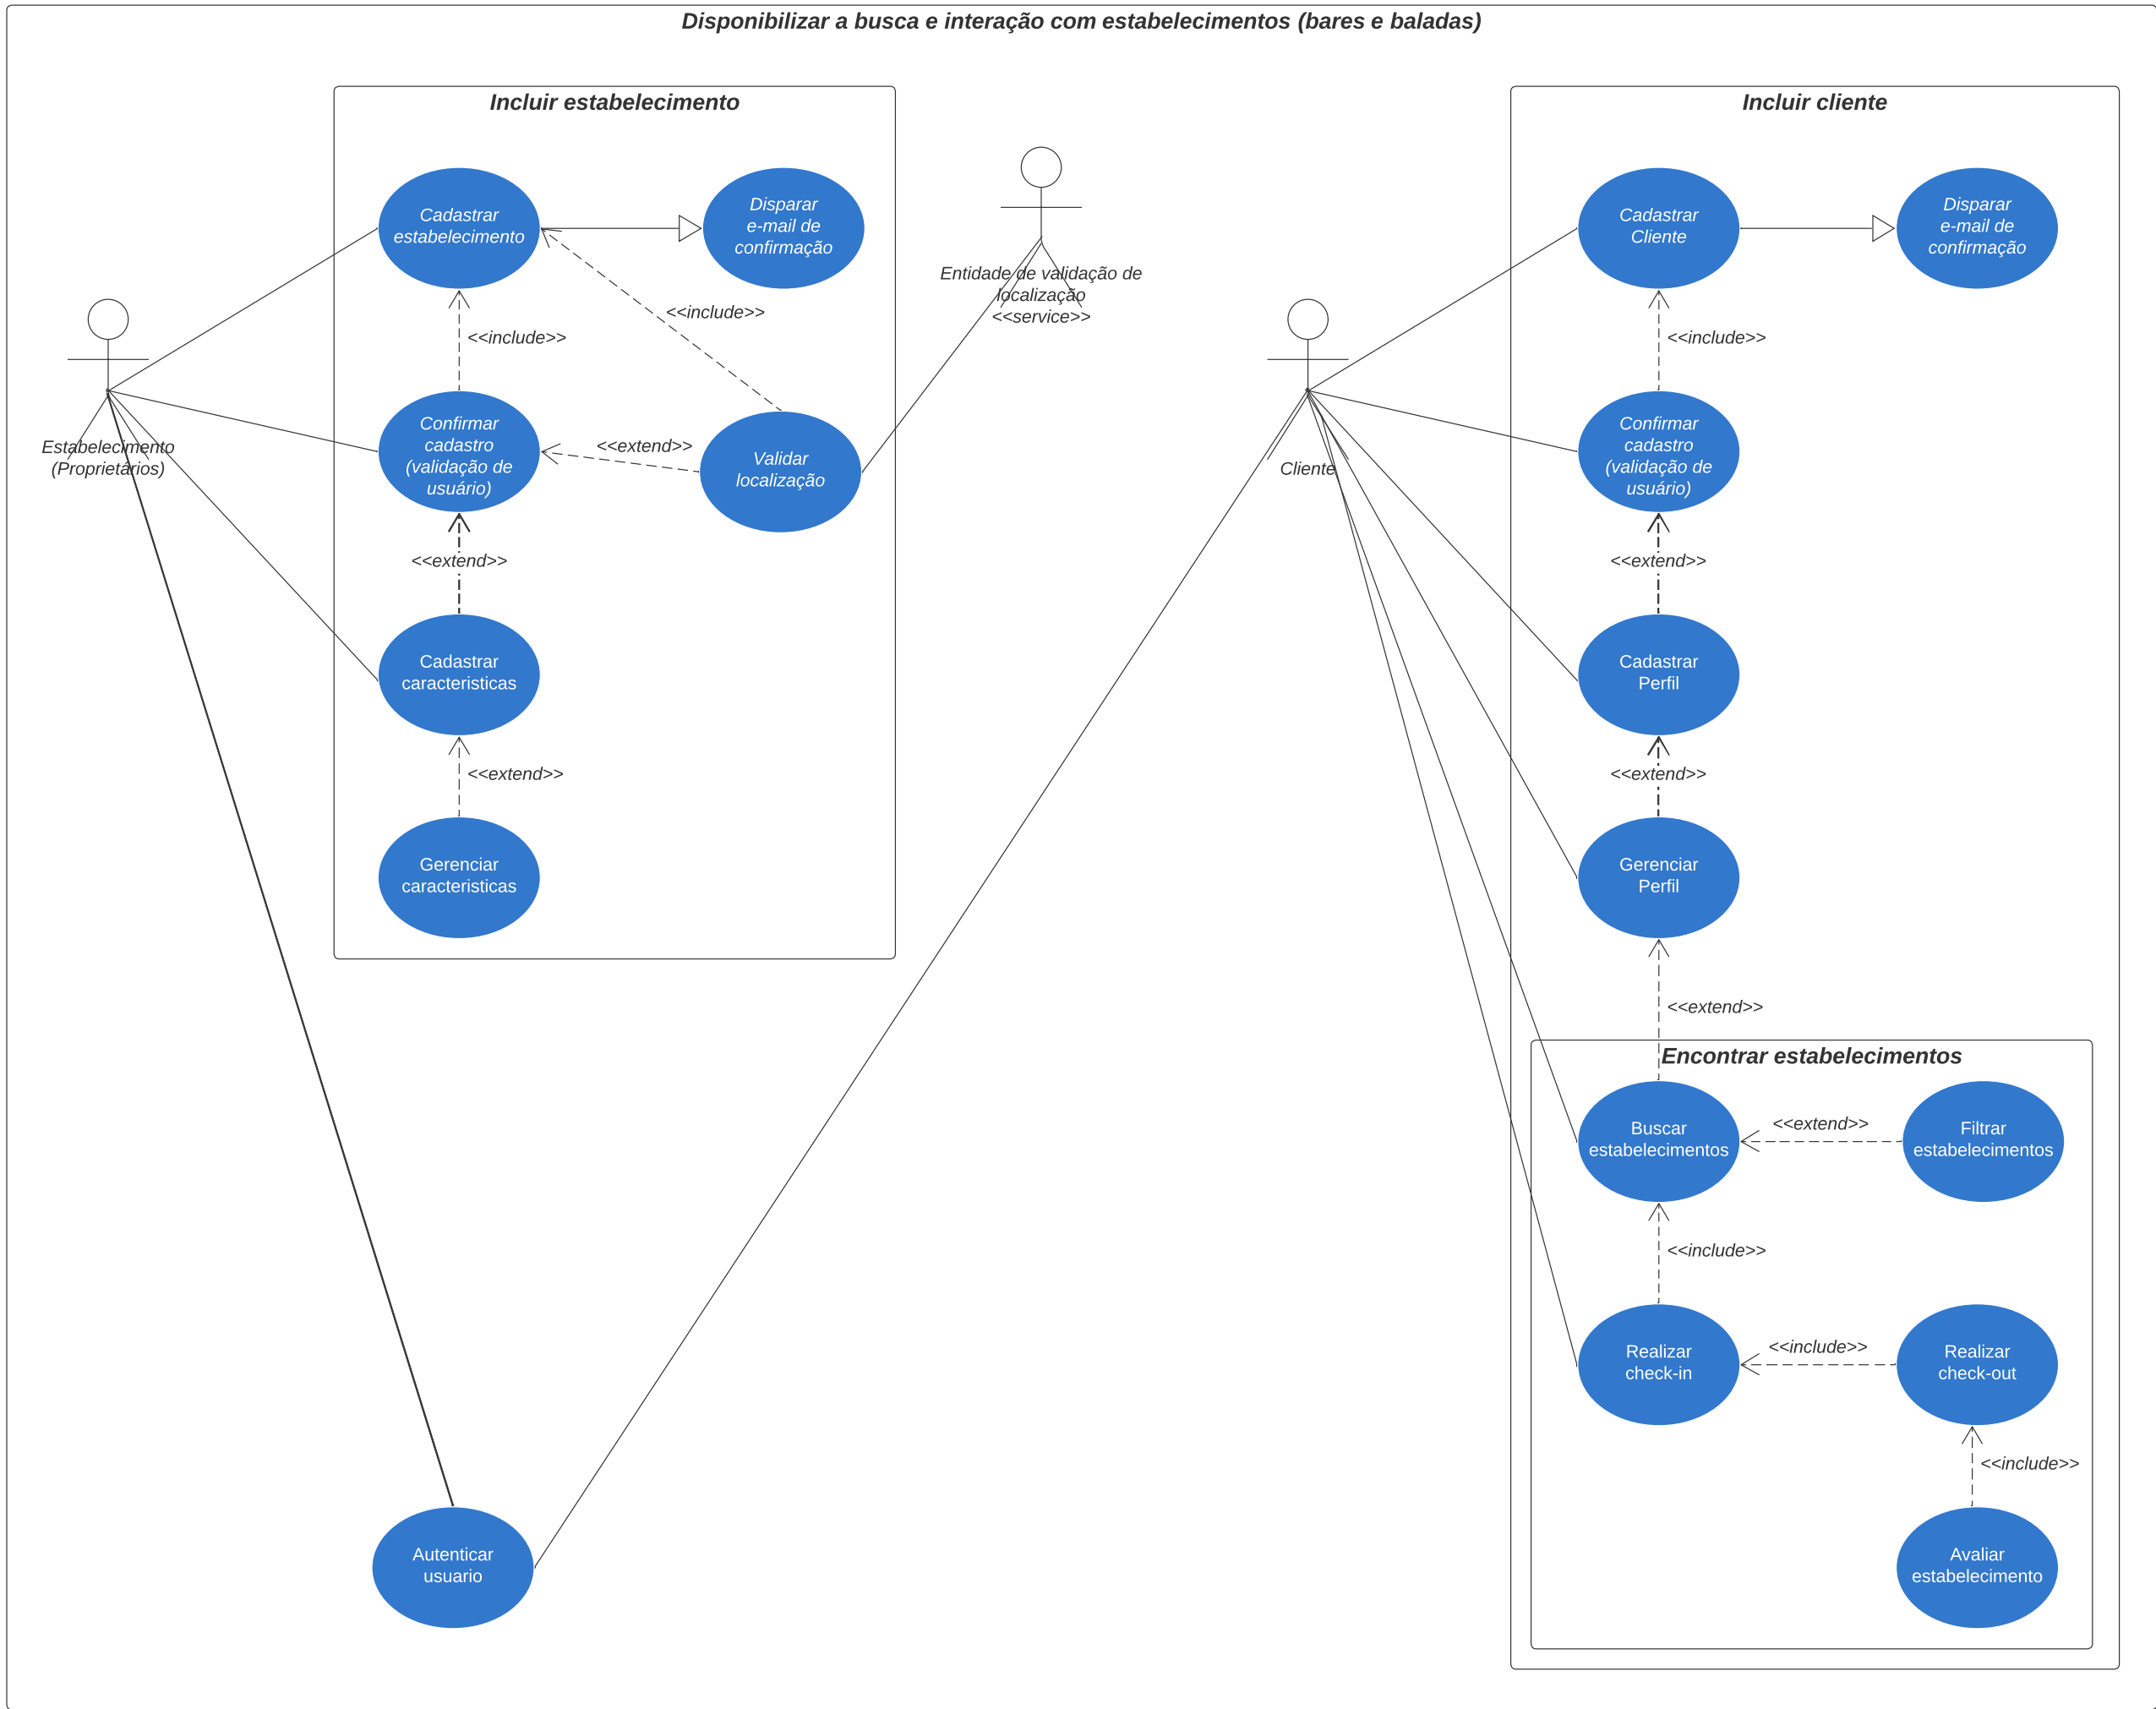 Disponibilizar a busca e interação com estabelecimentos (bares e baladas)
Incluir estabelecimento
Cadastrar
estabelecimento
Disparar
e-mail de
confirmação
<<include>>
<<include>>
Confirmar
cadastro
(validação de
usuário)
<<extend>>
Validar
localização
<<extend>>
Cadastrar
caracteristicas
<<extend>>
Gerenciar
caracteristicas
Estabelecimento
(Proprietários)
Entidade de validação de
localização
<<service>>
Cliente
Autenticar
usuario
Incluir cliente
Cadastrar
Cliente
Disparar
e-mail de
confirmação
<<include>>
Confirmar
cadastro
(validação de
usuário)
<<extend>>
Cadastrar
Perfil
<<extend>>
Gerenciar
Perfil
<<extend>>
Encontrar estabelecimentos
Buscar
estabelecimentos
<<extend>>
Filtrar
estabelecimentos
<<include>>
Realizar
check-in
<<include>>
Realizar
check-out
<<include>>
Avaliar
estabelecimento